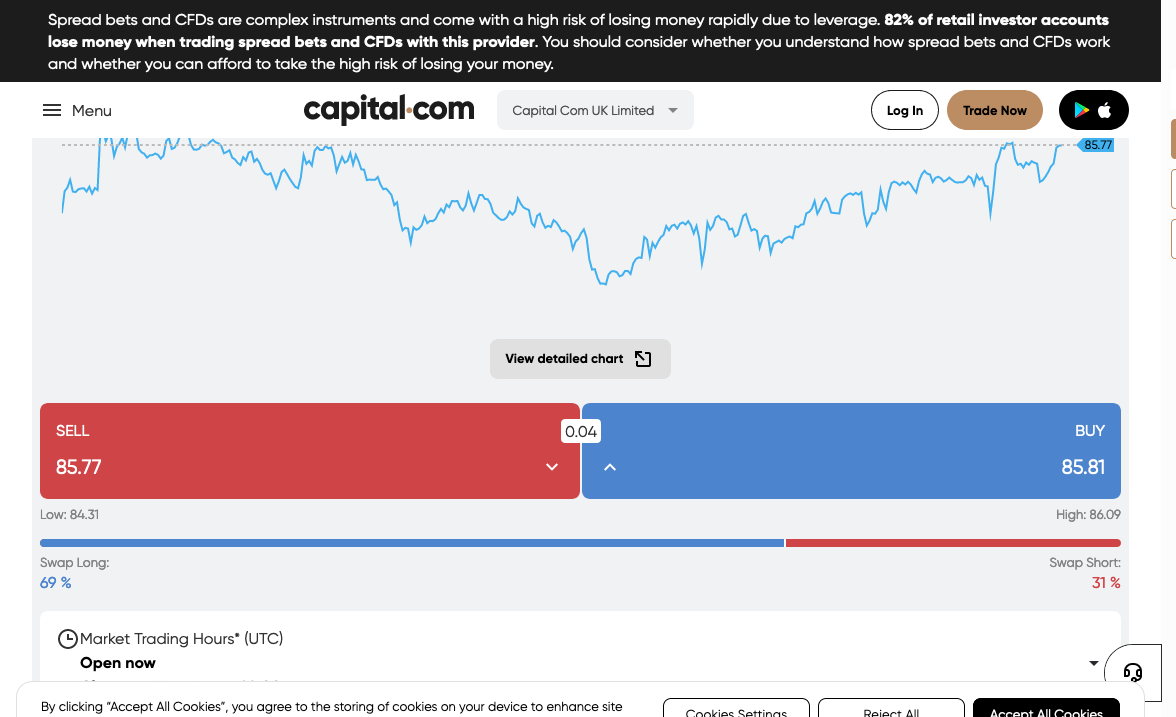 Spread bets and CFDs are complex instruments and come with a high risk of losing money rapidly due to leverage. 82% of retail investor accounts
lose money when trading spread bets and CFDs with this provider. You should consider whether you understand how spread bets and CFDs work
and whether you can afford to take the high risk of losing your money.
Menu
capital.com
Capital Com UK Limited
Log In
Trade Now
85.77
View detailed chart
SELL
0.04
BUY
85.77
85.81
Low: 84.31
High: 86.09
Swap Long:
Swap Short:
69 %
31 %
Market Trading Hours* (UTC)
Open now
By clicking “Accept All Cookies”, you agree to the storing of cookies on your device to enhance site
Cookies Settings
Reject All
Accept All Cookies